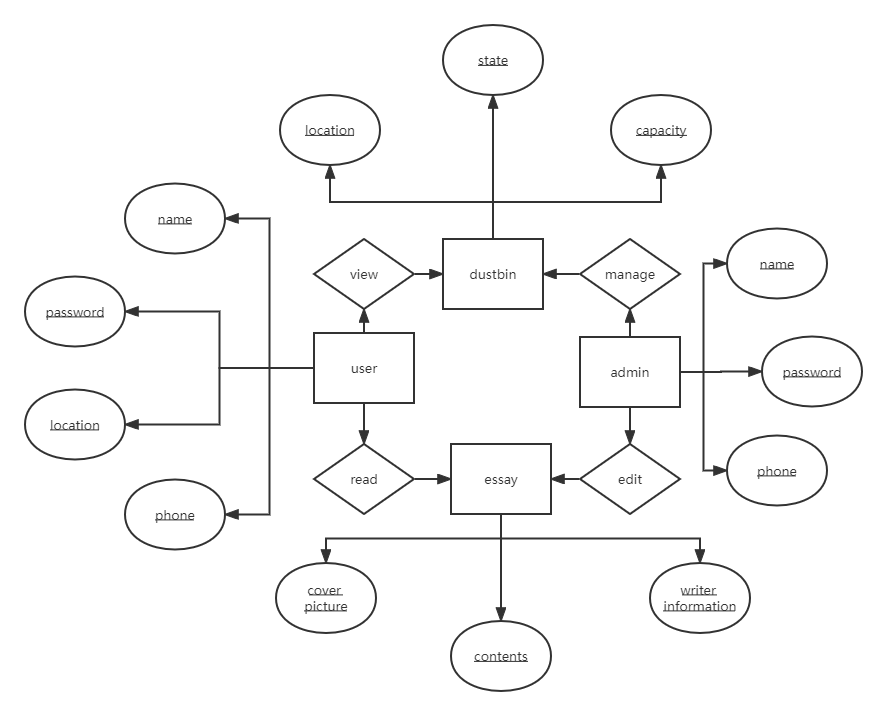 state
location
capacity
name
name
view
dustbin
manage
password
user
admin
password
location
read
essay
edit
phone
phone
cover
picture
writer
information
contents